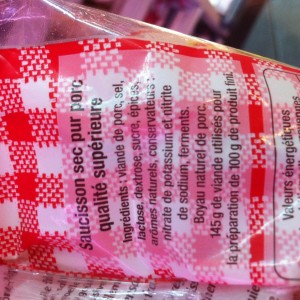 Saucisson sec pur porc
qualité supérieure
Ingrédients : viande de porc, sel,
lactose, dextrose, sucre, épices,
arômes naturels, conservateurs :
nitrate de potassium et nitrite
de sodium, ferments.
Boyau naturel de porc.
145 g de viande utilisés pour
la préparation de 100 g de produit fini.
Valeurs énergétiques